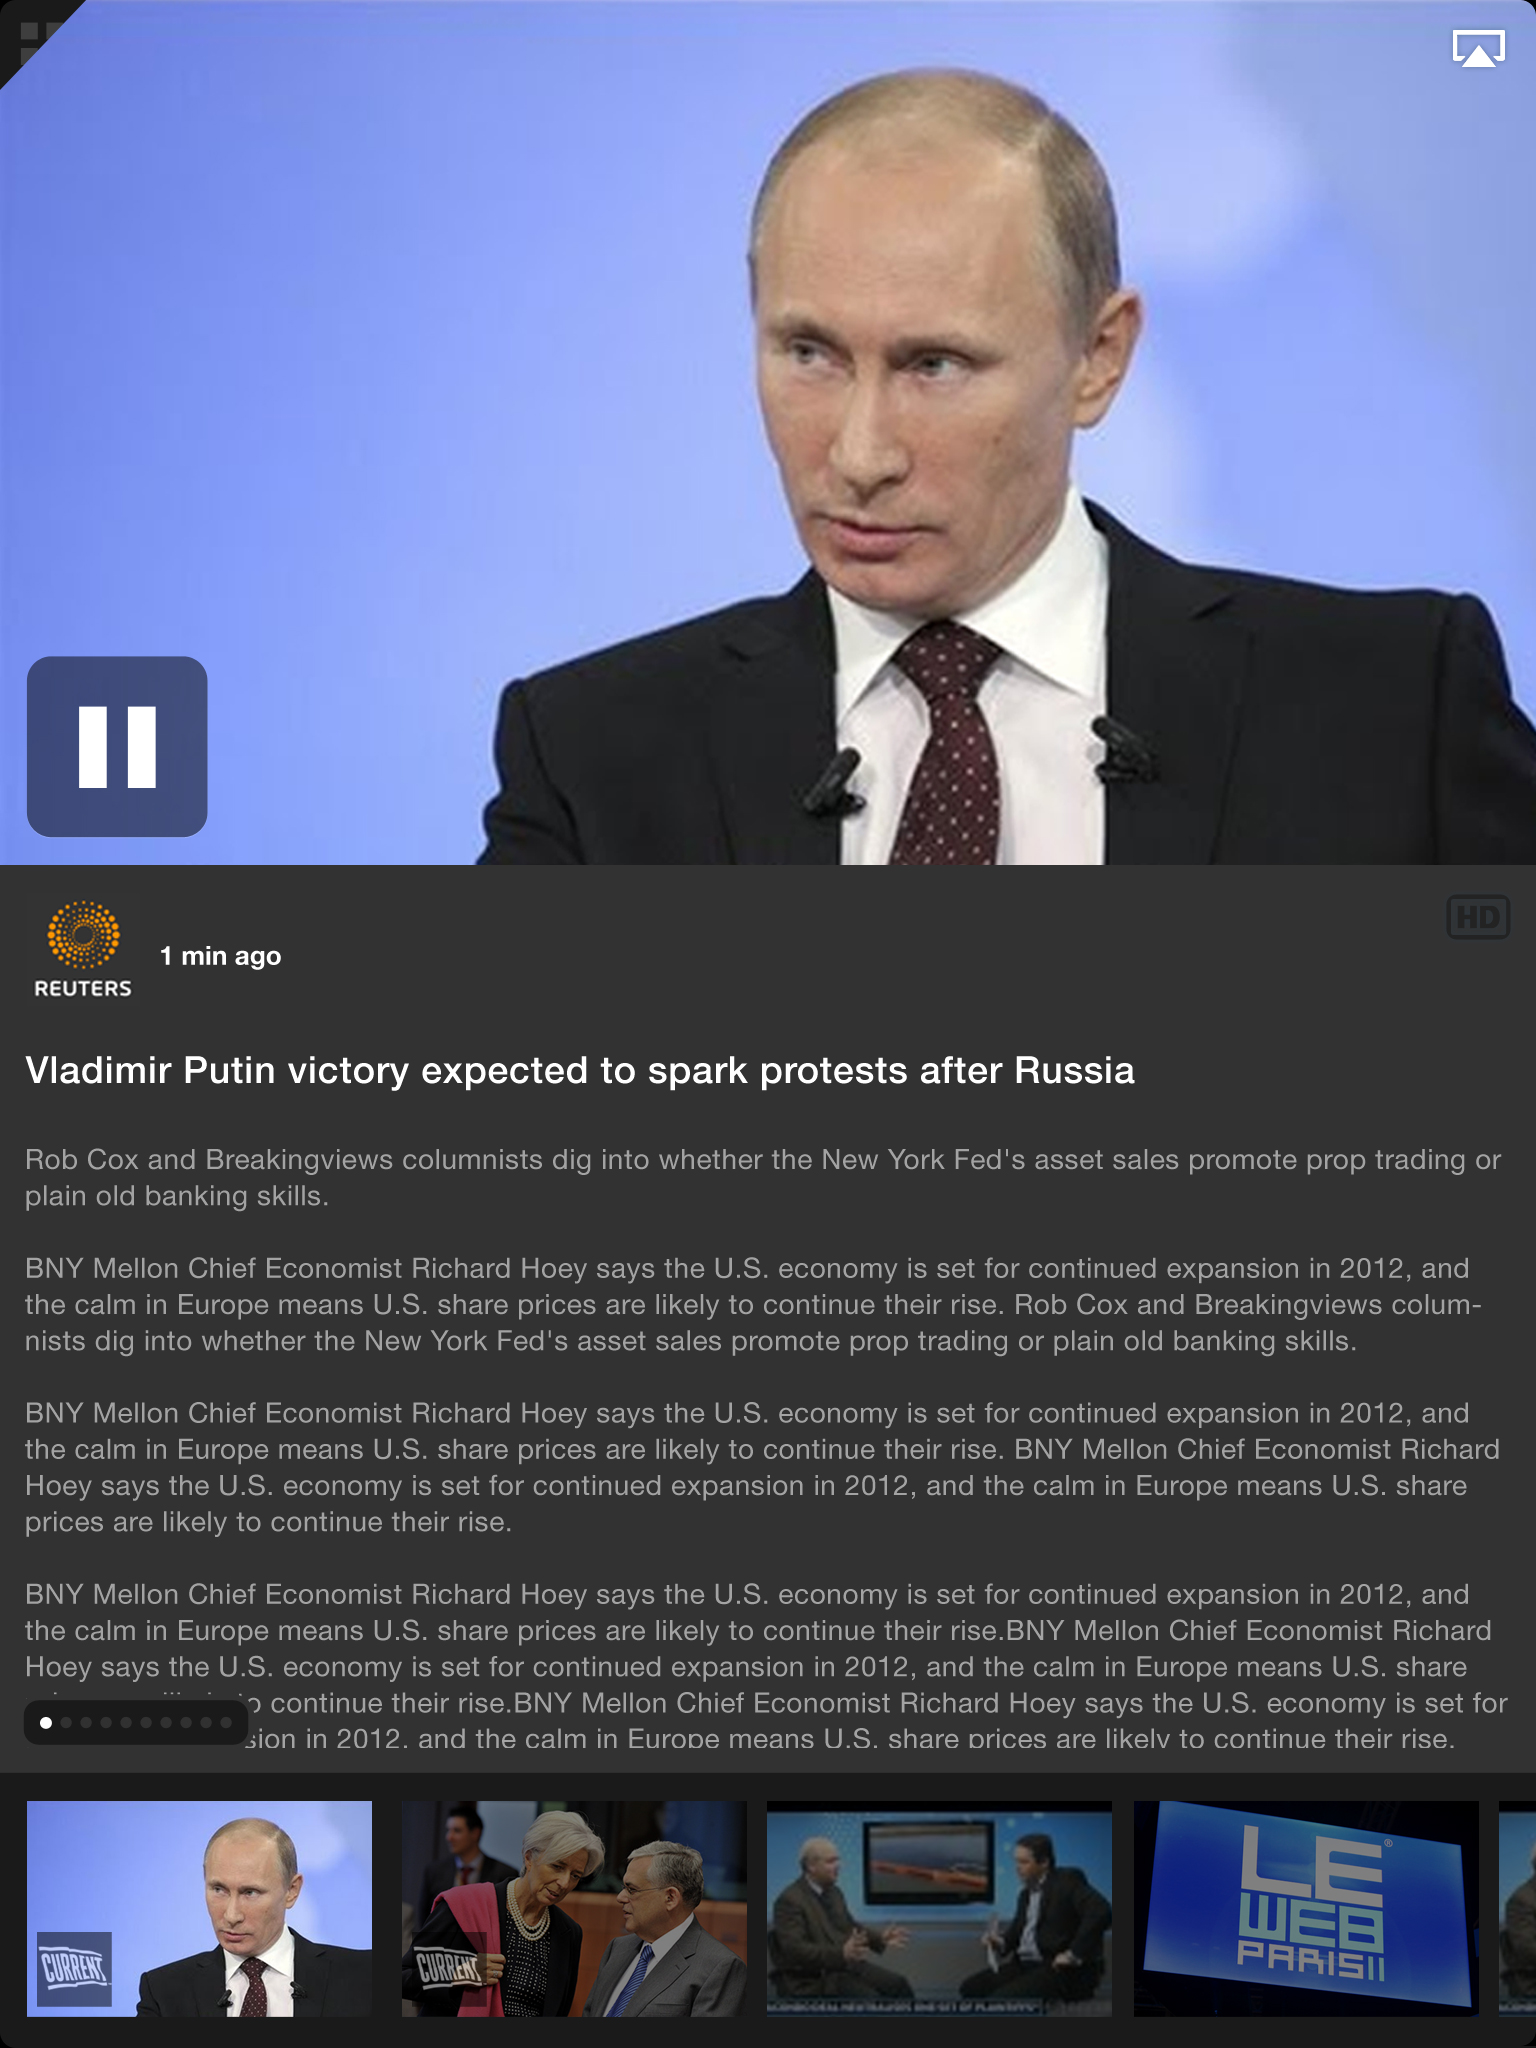 HD
REUTERS
1 min ago
Vladimir Putin victory expected to spark protests after Russia
Rob Cox and Breakingviews columnists dig into whether the New York Fed's asset sales promote prop trading or
plain old banking skills.
BNY Mellon Chief Economist Richard Hoey says the U.S. economy is set for continued expansion in 2012, and
the calm in Europe means U.S. share prices are likely to continue their rise. Rob Cox and Breakingviews colum-
nists dig into whether the New York Fed's asset sales promote prop trading or plain old banking skills.
BNY Mellon Chief Economist Richard Hoey says the U.S. economy is set for continued expansion in 2012, and
the calm in Europe means U.S. share prices are likely to continue their rise. BNY Mellon Chief Economist Richard
Hoey says the U.S. economy is set for continued expansion in 2012, and the calm in Europe means U.S. share
prices are likely to continue their rise.
BNY Mellon Chief Economist Richard Hoey says the U.S. economy is set for continued expansion in 2012, and
the calm in Europe means U.S. share prices are likely to continue their rise.BNY Mellon Chief Economist Richard
Hoey says the U.S. economy is set for continued expansion in 2012, and the calm in Europe means U.S. share
continue their rise.BNY Mellon Chief Economist Richard Hoey says the U.S. economy is set for
in 2012, and the calm in Europe means U.S. share prices are likely to continue their rise.
CURRENT
CURRENT
LE
WEB
PARIS11